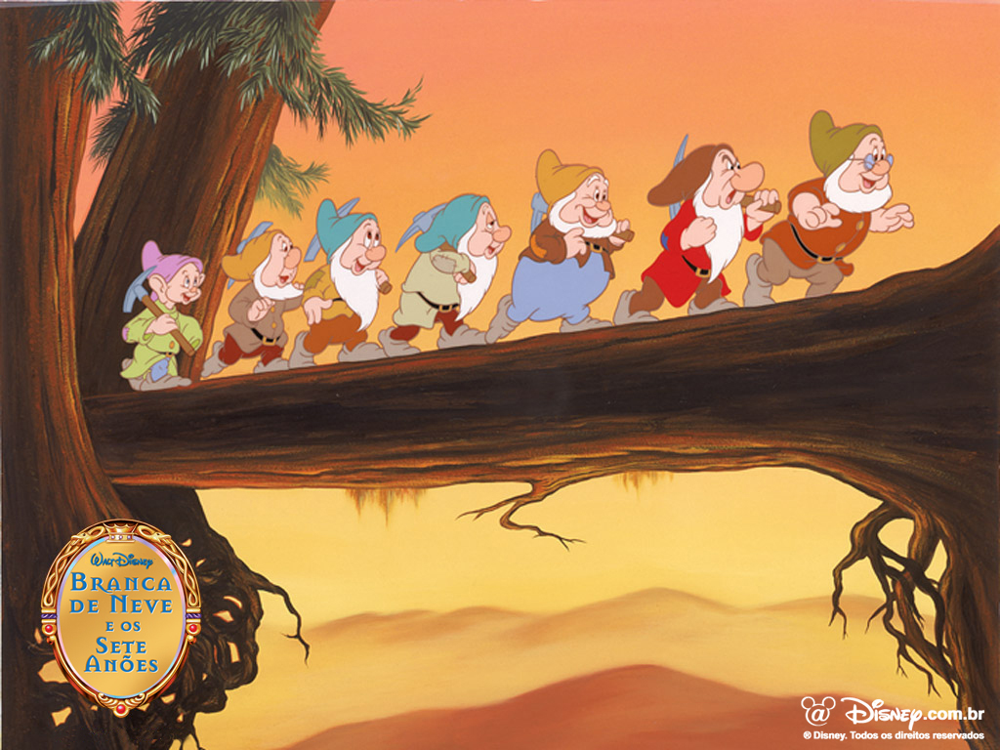 Walt Disney
BRANCA
DE NEVE
E OS
SETE
ANÕES
@ Disney.com.br
® Disney. Todos os direitos reservados